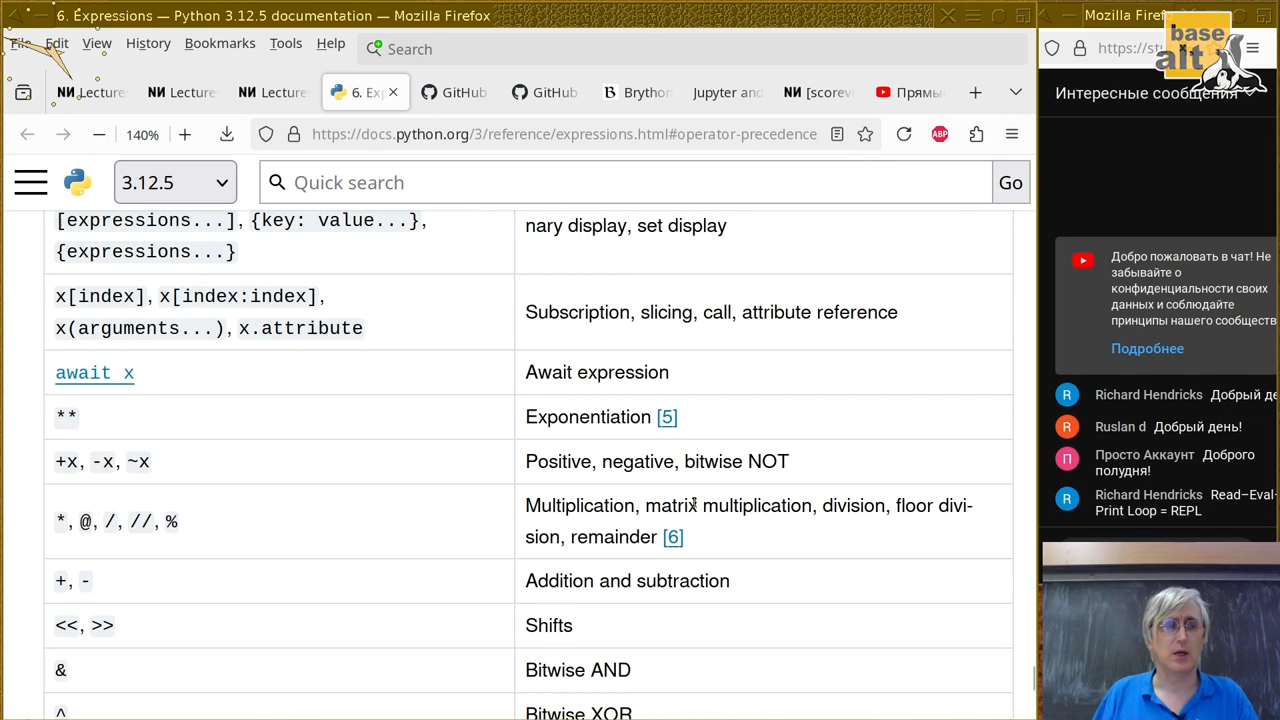 6. Expressions — Python 3.12.5 documentation — Mozilla Firefox
Mozilla Firef
File Edit View History Bookmarks Tools Help
Search
Lecture
Lecture
Lecture
6. Exp
GitHub
GitHub
B Brython
Jupyter and
[scorev
Прямы
140%
https://docs.python.org/3/reference/expressions.html#operator-precedence
ABP
3.12.5
Quick search
Go
[expressions...], {key: value...},
{expressions...}
nary display, set display
x[index], x[index:index],
x(arguments...), x.attribute
Subscription, slicing, call, attribute reference
await x
Await expression
**
Exponentiation [5]
+x, -x, ~x
Positive, negative, bitwise NOT
*, @, /, //, %
Multiplication, matrix multiplication, division, floor divi-
sion, remainder [6]
+, -
Addition and subtraction
<<, >>
Shifts
&
Bitwise AND
^
Bitwise XOR
base
alt
https://st
Интересные сообщения
Добро пожаловать в чат! Не
забывайте о
конфиденциальности своих
данных и соблюдайте
принципы нашего сообществ
Подробнее
R Richard Hendricks Добрый де
R Ruslan d Добрый день!
П Просто Аккаунт Доброго
полудня!
R Richard Hendricks Read–Eval-
Print Loop = REPL